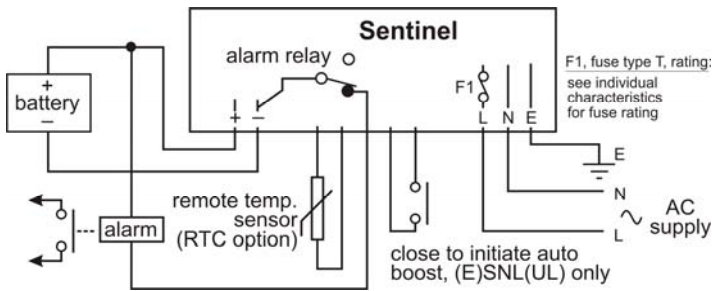 Sentinel
alarm relay
F1
F1, fuse type T, rating:
see individual
characteristics
for fuse rating
+
battery
–
+ –
L N E
E
N
L
AC
supply
remote temp.
sensor
(RTC option)
alarm
close to initiate auto
boost, (E)SNL(UL) only